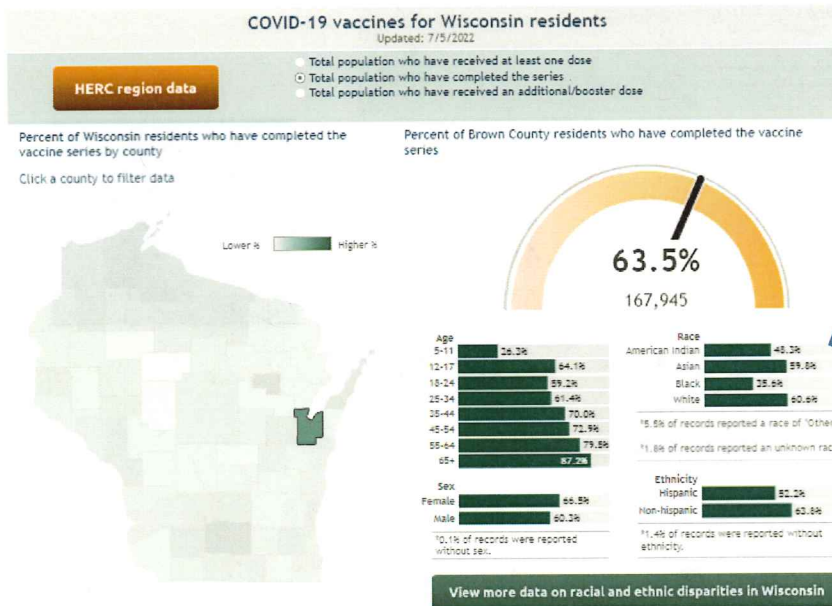 COVID-19 vaccines for Wisconsin residents
Updated: 7/5/2022
HERC region data
Total population who have received at least one dose
Total population who have completed the series
Total population who have received an additional/booster dose
Percent of Wisconsin residents who have completed the
vaccine series by county
Click a county to filter data
Lower %
Higher %
Percent of Brown County residents who have completed the vaccine
series
63.5%
167,945
Age
5-11 26.3%
12-17 64.1%
18-24 59.2%
25-34 61.4%
35-44 70.0%
45-54 72.9%
55-64 79.5%
65+ 87.2%
Sex
Female 66.5%
Male 60.3%
*0.1% of records were reported
without sex.
Race
American Indian 48.3%
Asian 59.8%
Black 35.6%
White 60.6%
*5.5% of records reported a race of "Other
*1.8% of records reported an unknown rac
Ethnicity
Hispanic 52.2%
Non-hispanic 63.8%
*1.4% of records were reported without
ethnicity.
View more data on racial and ethnic disparities in Wisconsin